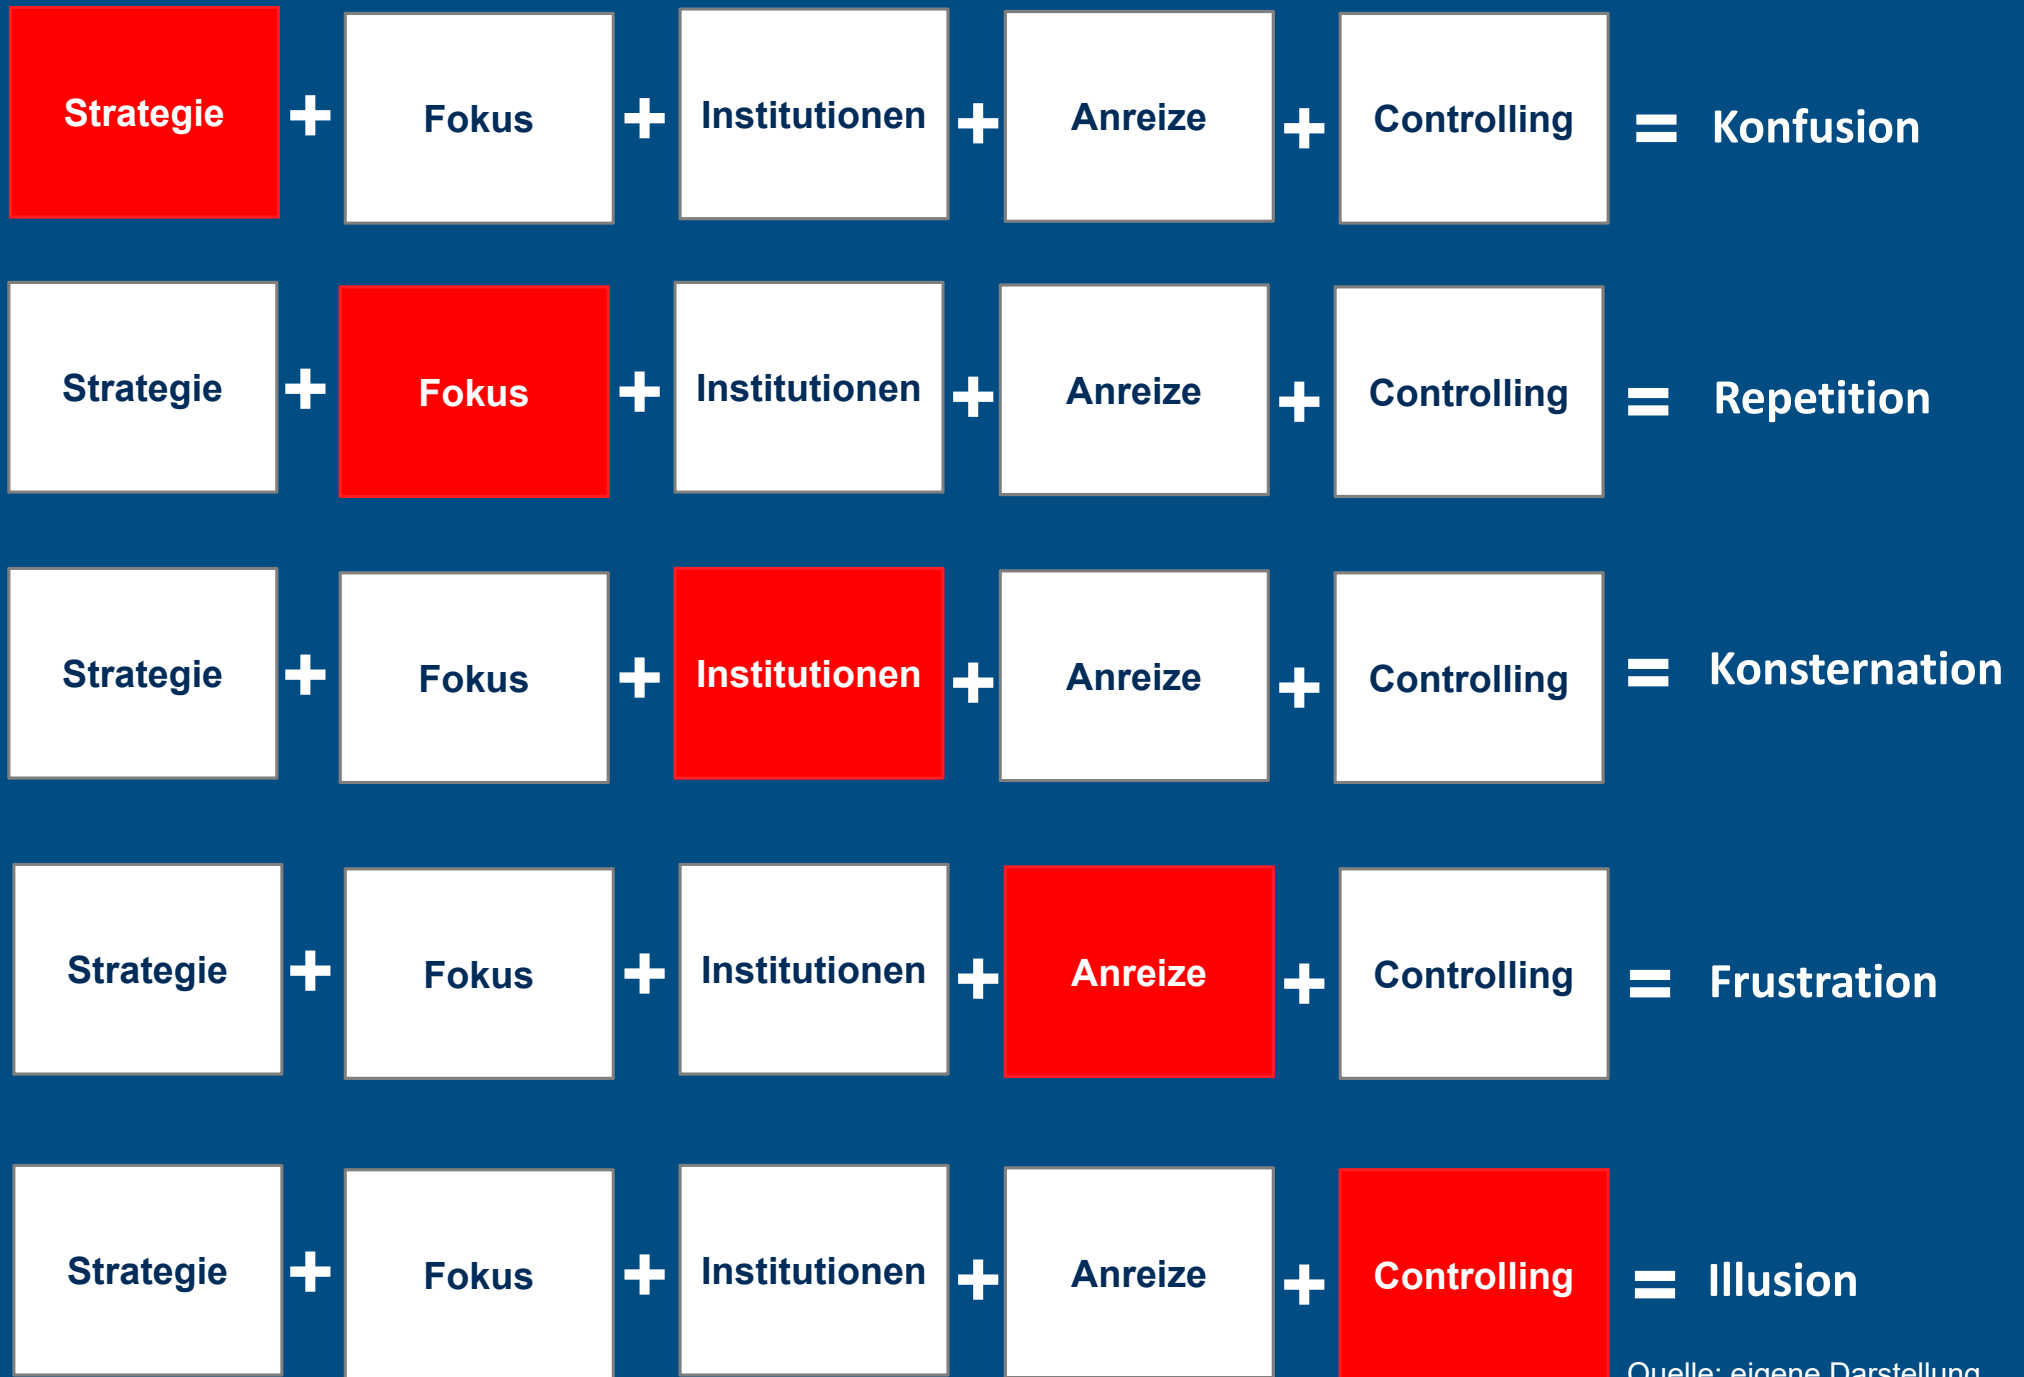 Strategie + Fokus + Institutionen + Anreize + Controlling = Konfusion
Strategie + Fokus + Institutionen + Anreize + Controlling = Repetition
Strategie + Fokus + Institutionen + Anreize + Controlling = Konsternation
Strategie + Fokus + Institutionen + Anreize + Controlling = Frustration
Strategie + Fokus + Institutionen + Anreize + Controlling = Illusion
Quelle: eigene Darstellung